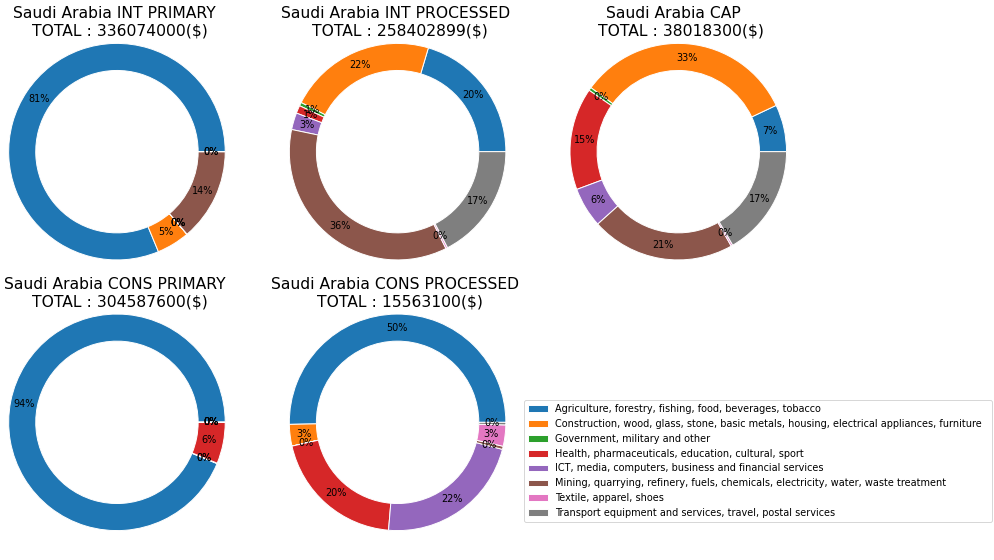 Saudi Arabia INT PRIMARY
TOTAL : 336074000($)
81%
5%
0%
0%
14%
0%
0%
Saudi Arabia INT PROCESSED
TOTAL : 258402899($)
20%
22%
1%
1%
3%
36%
0%
17%
Saudi Arabia CAP
TOTAL : 38018300($)
7%
33%
0%
15%
6%
21%
0%
17%
Saudi Arabia CONS PRIMARY
TOTAL : 304587600($)
94%
0%
6%
0%
0%
Saudi Arabia CONS PROCESSED
TOTAL : 15563100($)
50%
3%
0%
20%
22%
0%
3%
0%
Agriculture, forestry, fishing, food, beverages, tobacco
Construction, wood, glass, stone, basic metals, housing, electrical appliances, furniture
Government, military and other
Health, pharmaceuticals, education, cultural, sport
ICT, media, computers, business and financial services
Mining, quarrying, refinery, fuels, chemicals, electricity, water, waste treatment
Textile, apparel, shoes
Transport equipment and services, travel, postal services